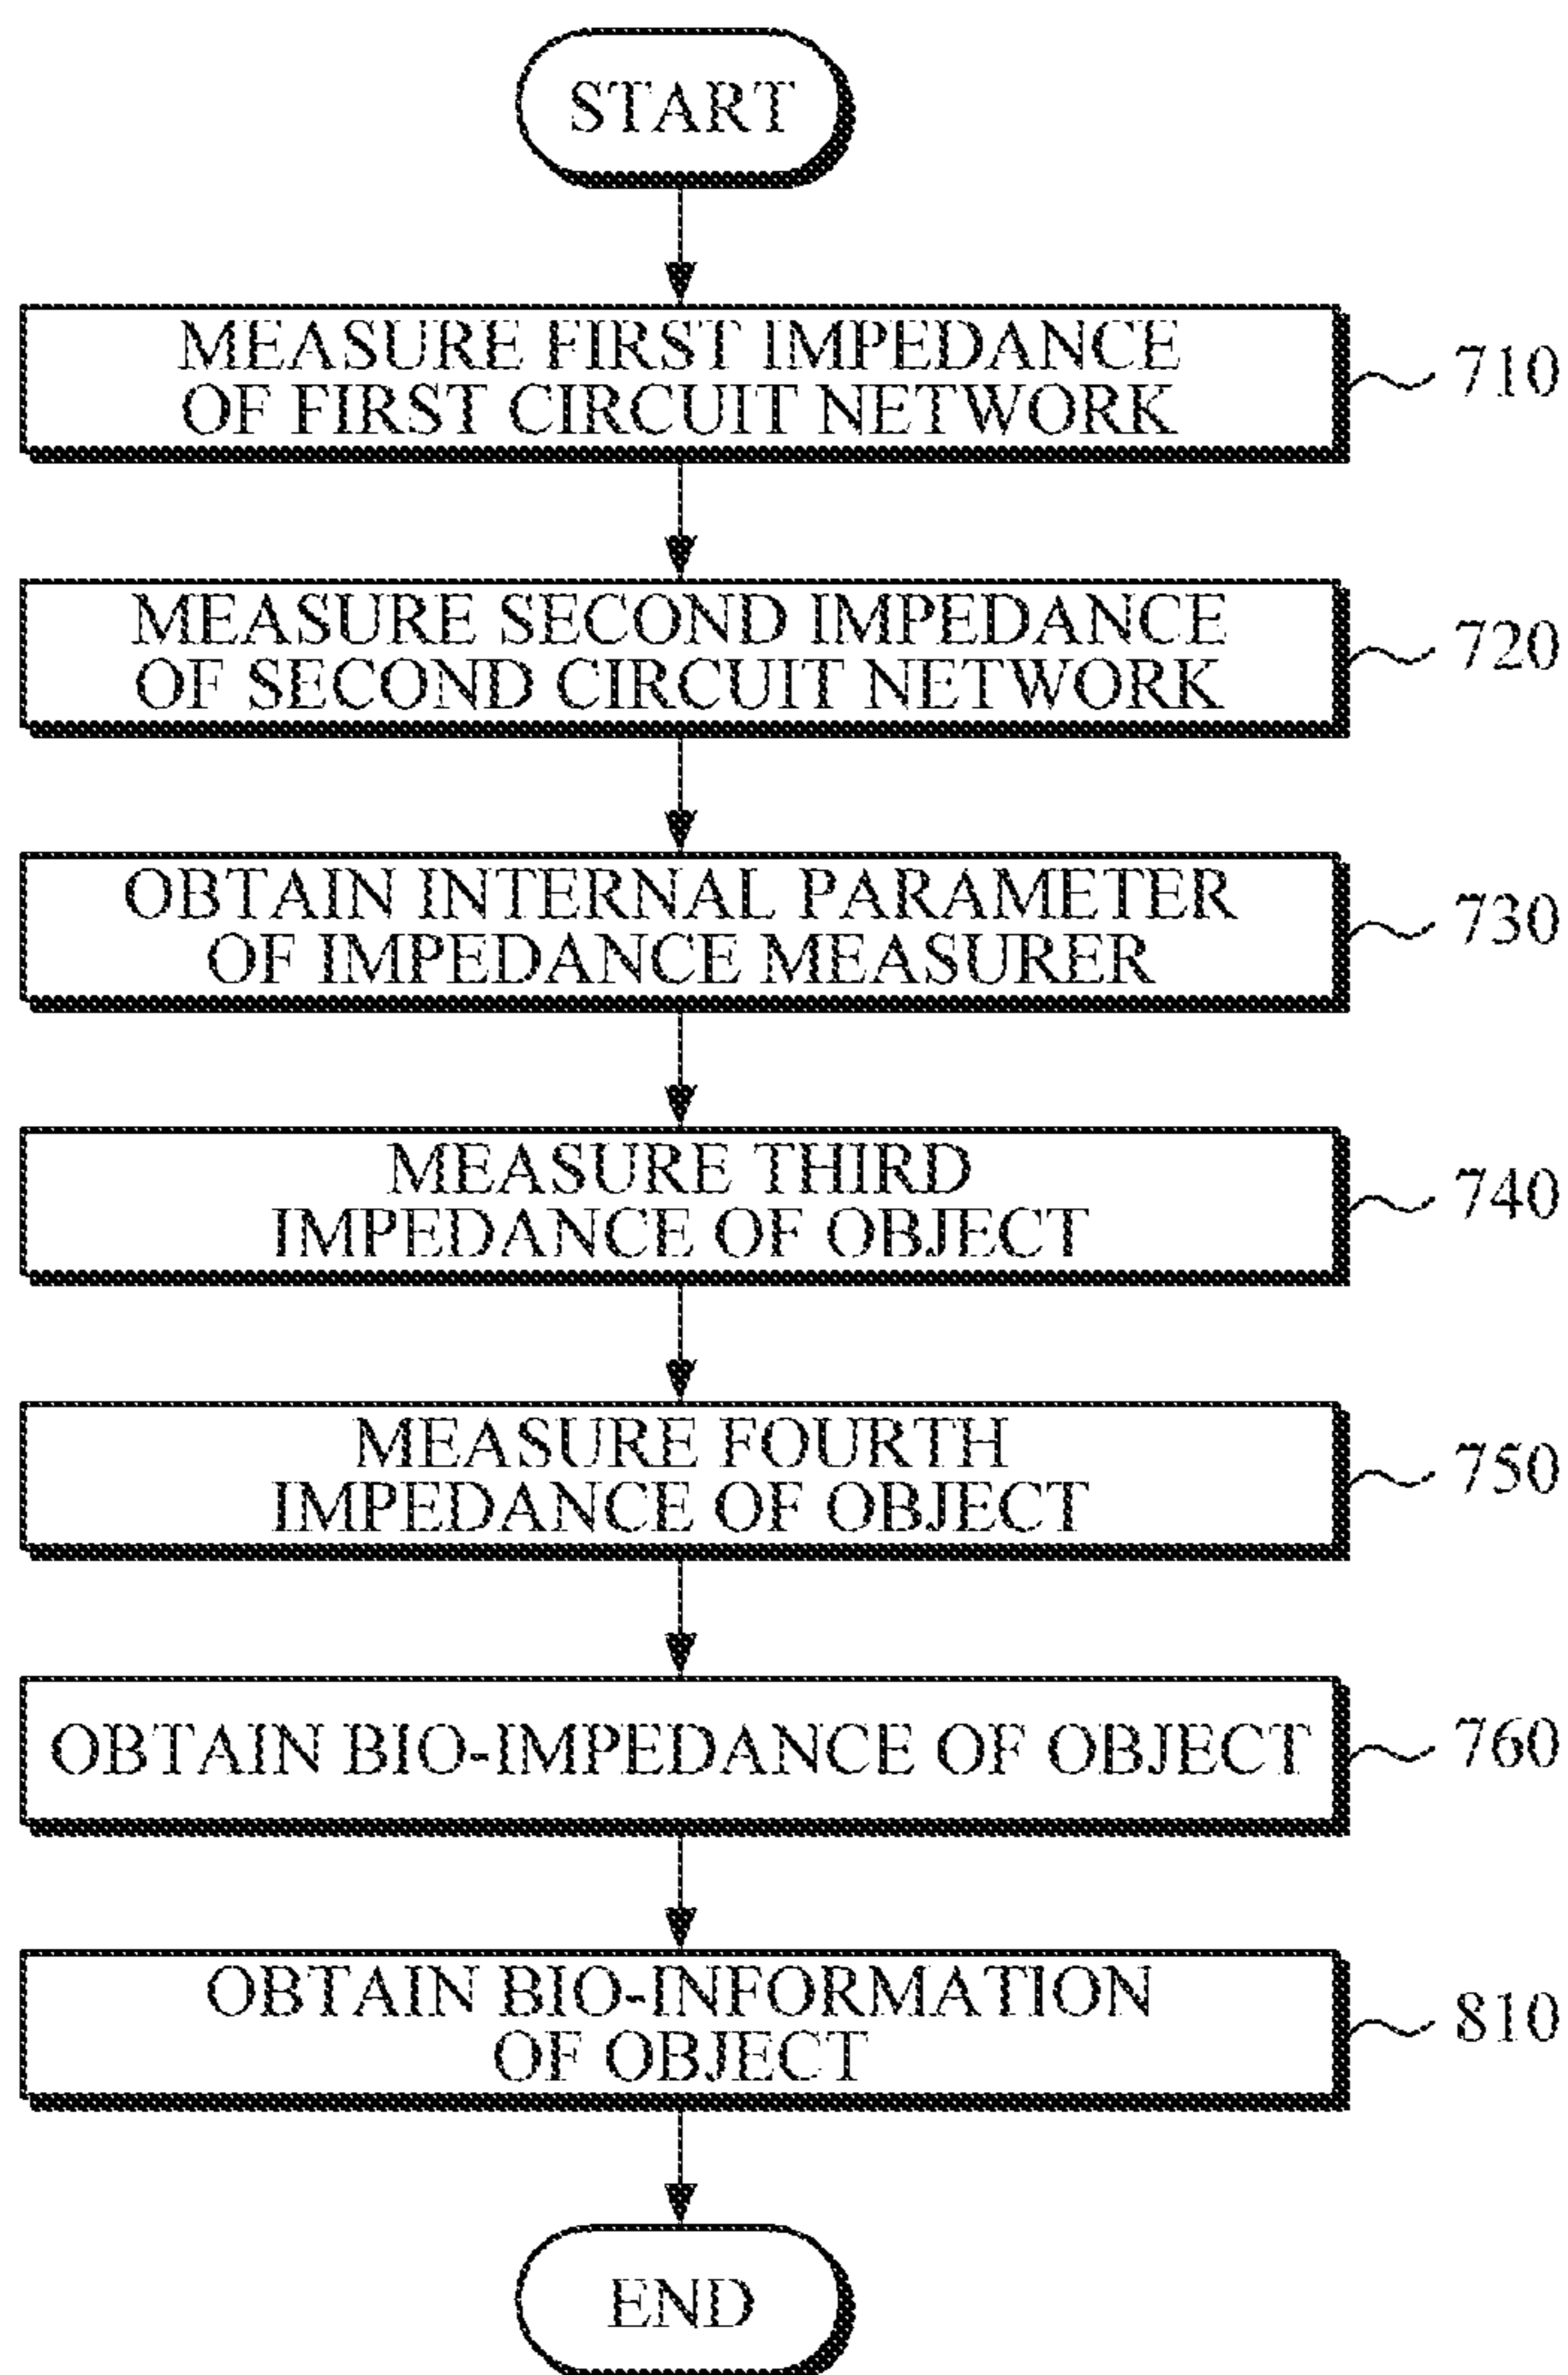 START
MEASURE FIRST IMPEDANCE
OF FIRST CIRCUIT NETWORK
710
MEASURE SECOND IMPEDANCE
OF SECOND CIRCUIT NETWORK
720
OBTAIN INTERNAL PARAMETER
OF IMPEDANCE MEASURER
730
MEASURE THIRD
IMPEDANCE OF OBJECT
740
MEASURE FOURTH
IMPEDANCE OF OBJECT
750
OBTAIN BIO-IMPEDANCE OF OBJECT
760
OBTAIN BIO-INFORMATION
OF OBJECT
810
END